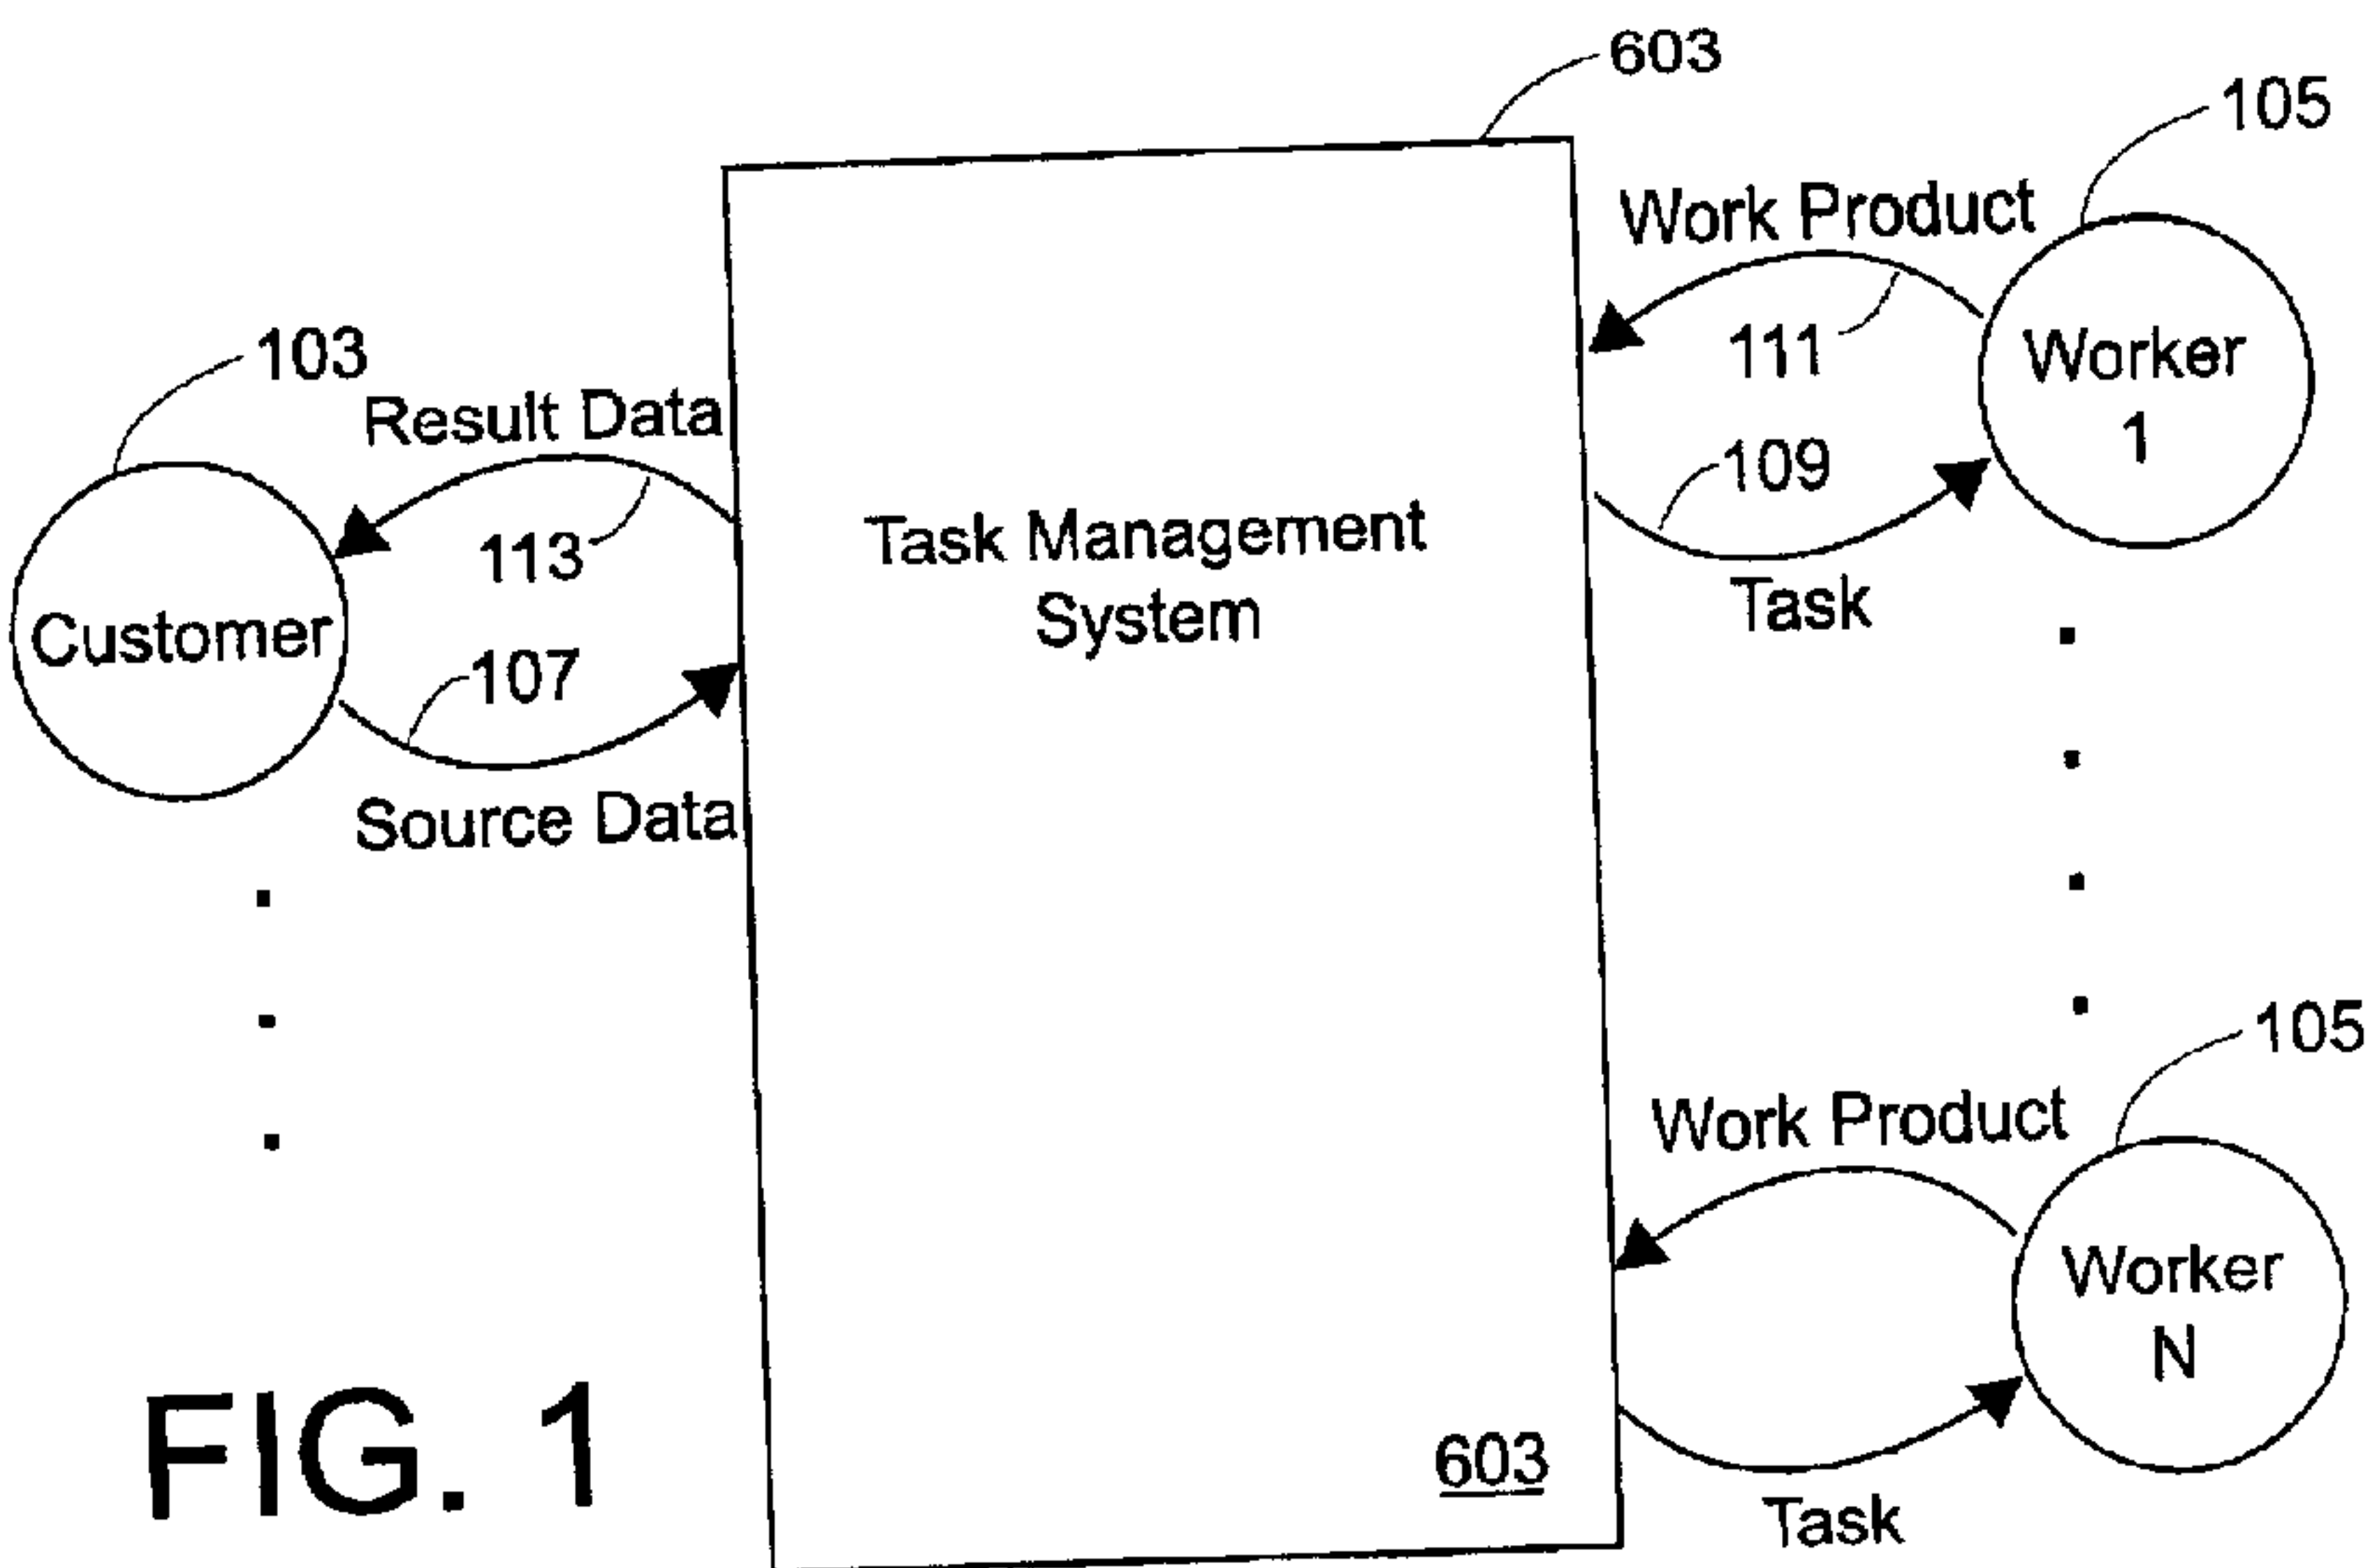 603
105
Work Product
111
Worker
1
109
Task
103
Result Data
113
Customer
107
Source Data
Task Management
System
105
Work Product
Worker
N
Task
603
FIG. 1